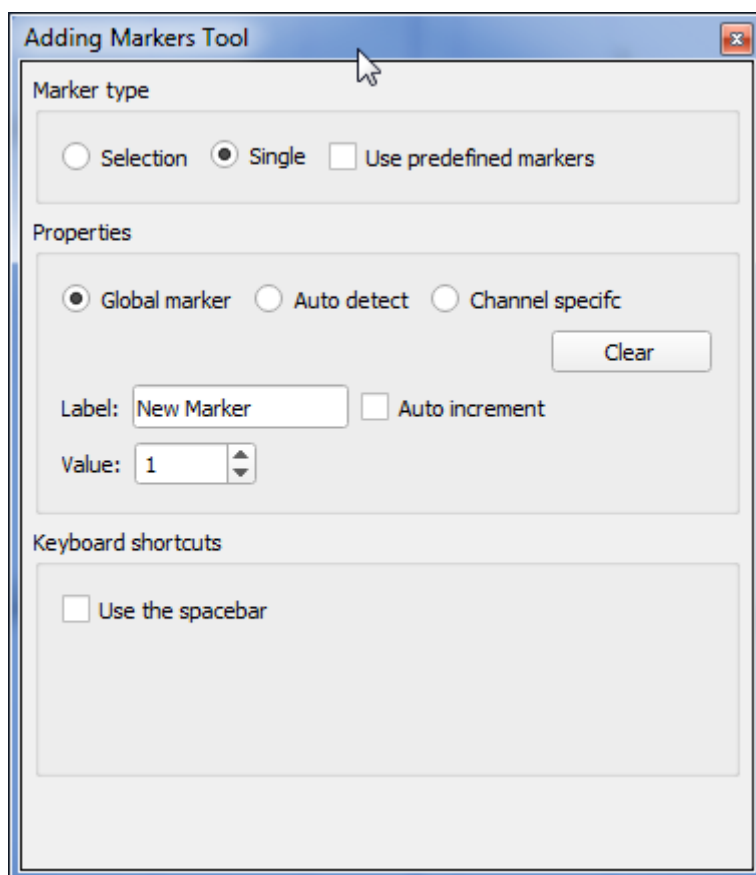 Adding Markers Tool
Marker type
Selection Single Use predefined markers
Properties
Global marker Auto detect Channel specifc
Clear
Label: New Marker Auto increment
Value: 1
Keyboard shortcuts
Use the spacebar